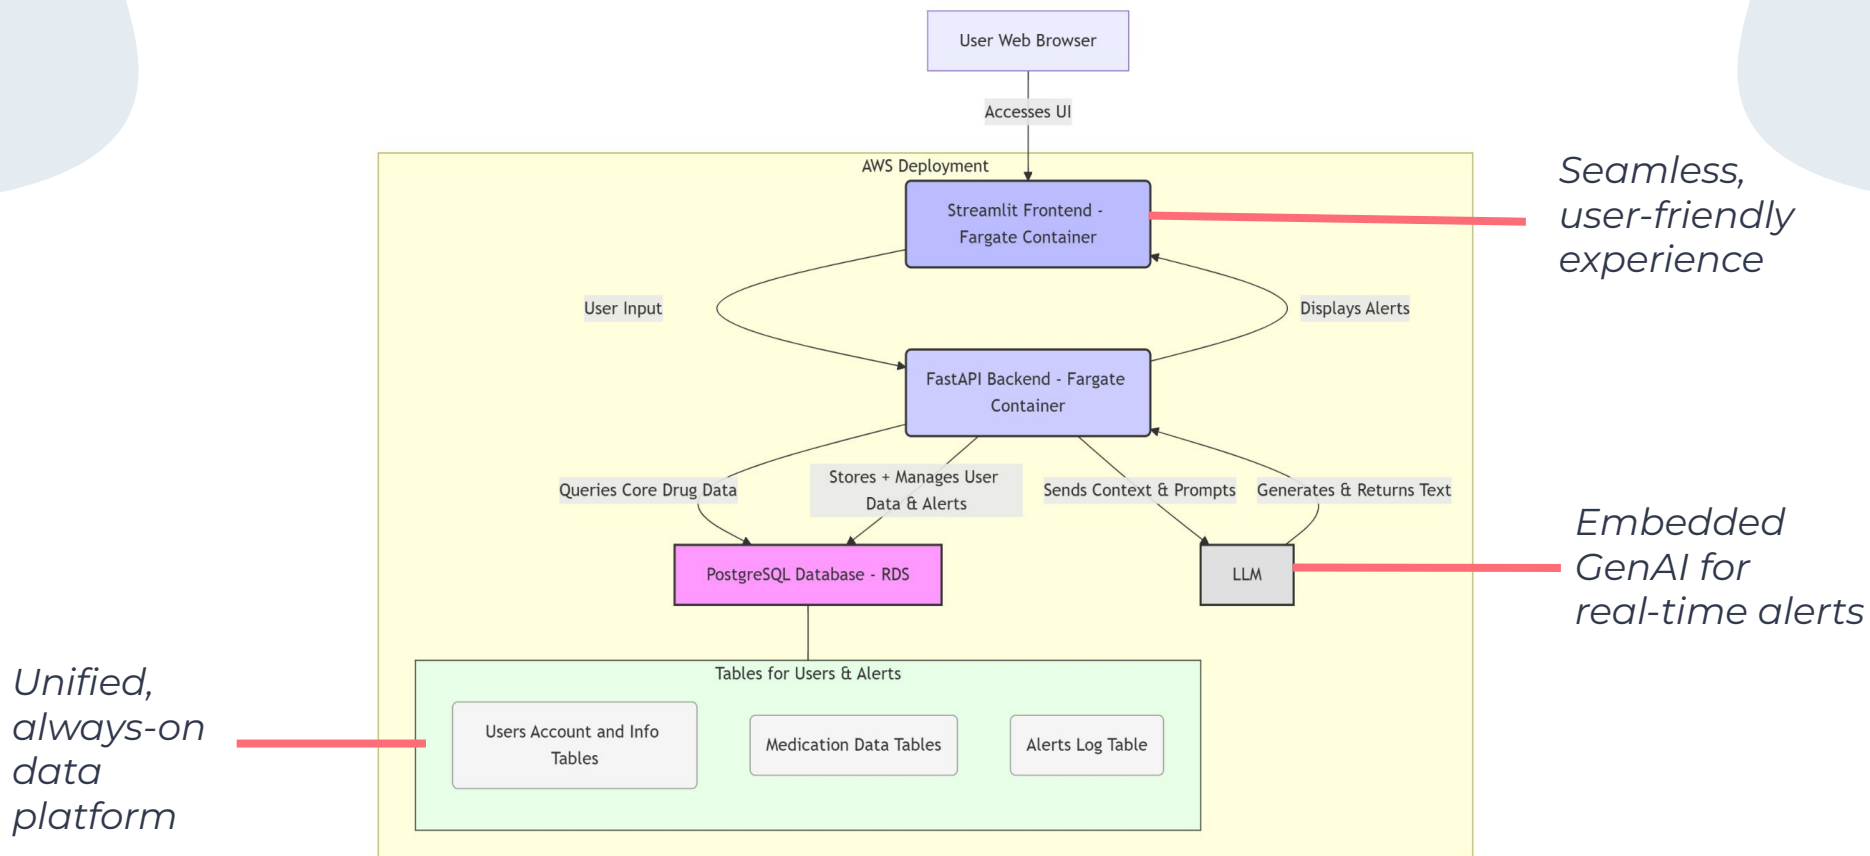 User Web Browser
Accesses UI
AWS Deployment
Streamlit Frontend -
Fargate Container
Seamless,
user-friendly
experience
User Input
Displays Alerts
FastAPI Backend - Fargate
Container
Queries Core Drug Data
Stores + Manages User
Data & Alerts
Sends Context & Prompts
Generates & Returns Text
PostgreSQL Database - RDS
LLM
Embedded
GenAI for
real-time alerts
Tables for Users & Alerts
Unified,
always-on
data
platform
Users Account and Info
Tables
Medication Data Tables
Alerts Log Table